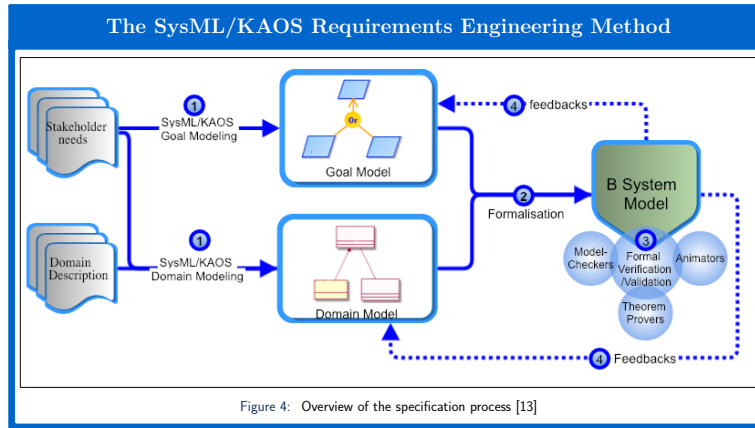 The SysML/KAOS Requirements Engineering Method
1
4
feedbacks
Stakeholder
needs
SysML/KAOS
Goal Modeling
Or
Goal Model
2
Formalisation
B System
Model
1
3
Domain
Description
SysML/KAOS
Domain Modeling
Model-
Checkers
Formal
Verification
/Validation
Animators
Theorem
Provers
Domain Model
4
Feedbacks
Figure 4: Overview of the specification process [13]